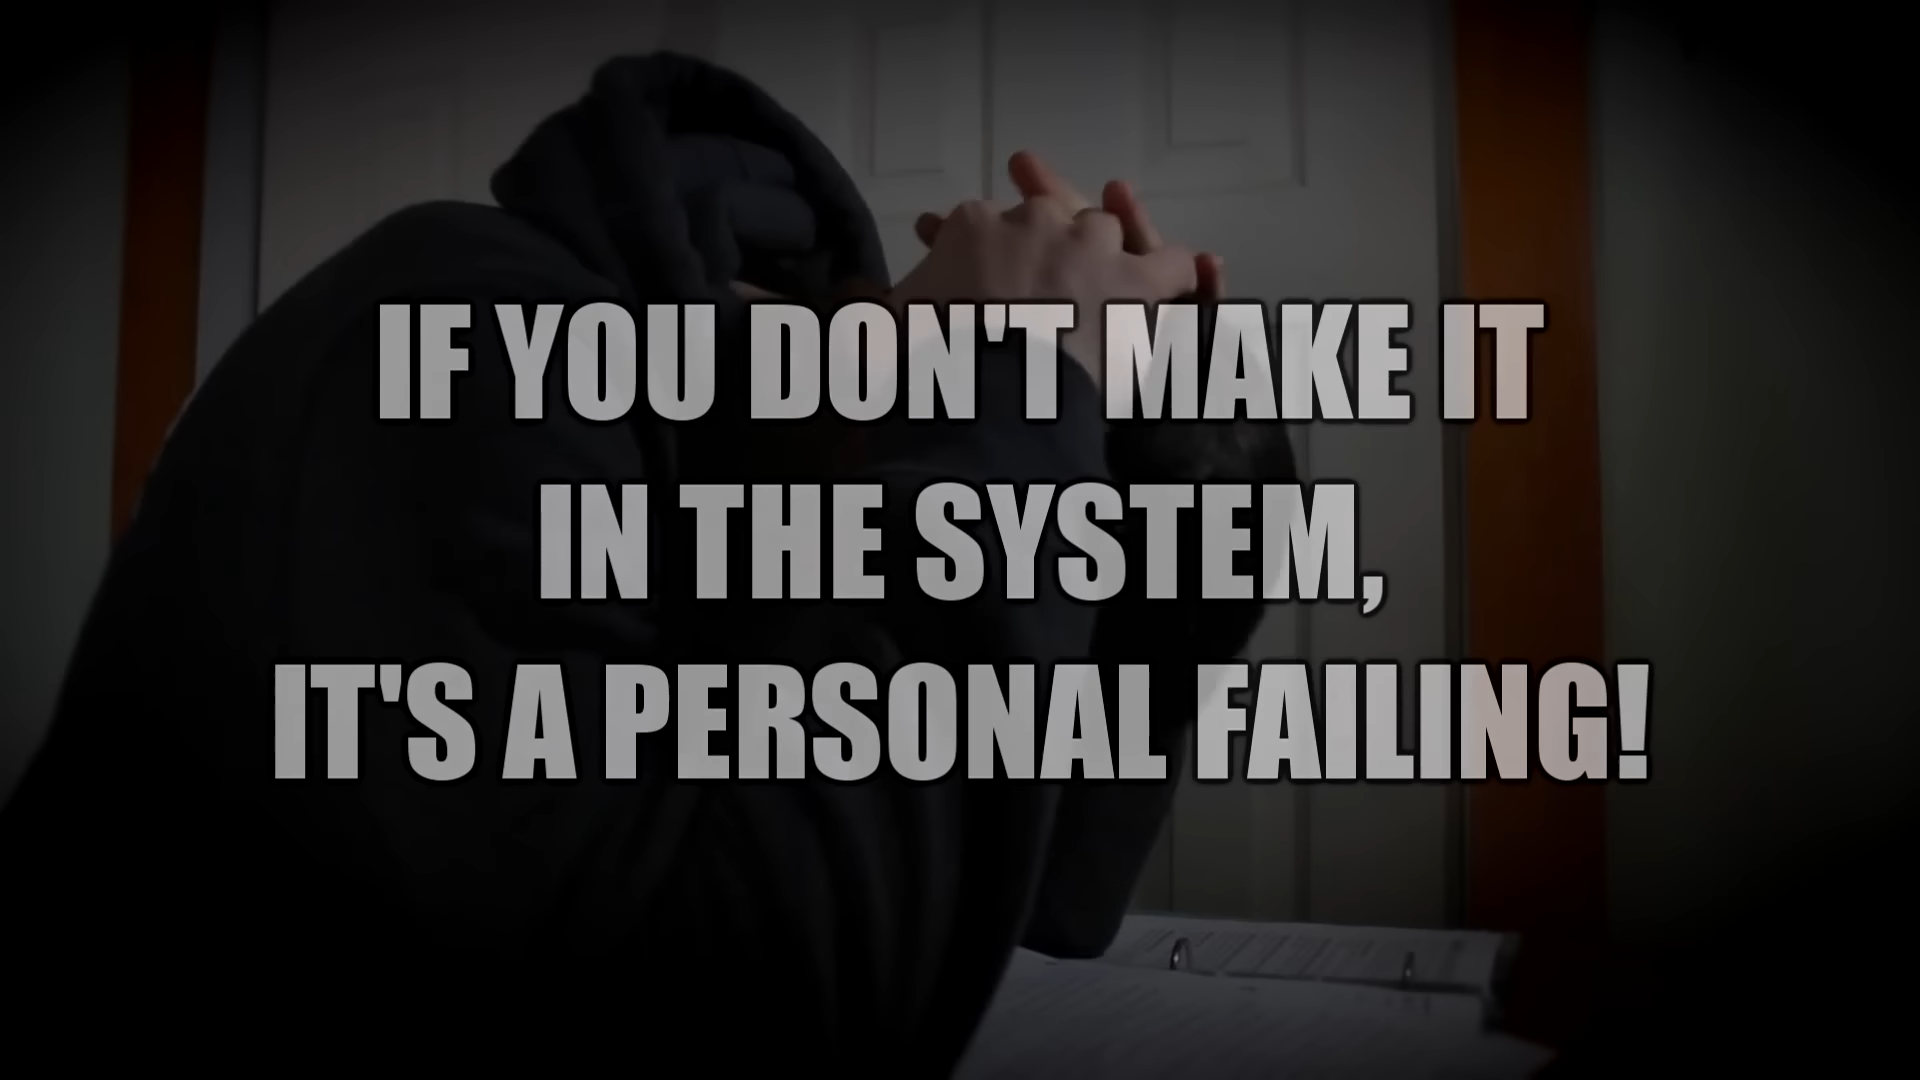 IF YOU DON'T MAKE IT
IN THE SYSTEM,
IT'S A PERSONAL FAILING!